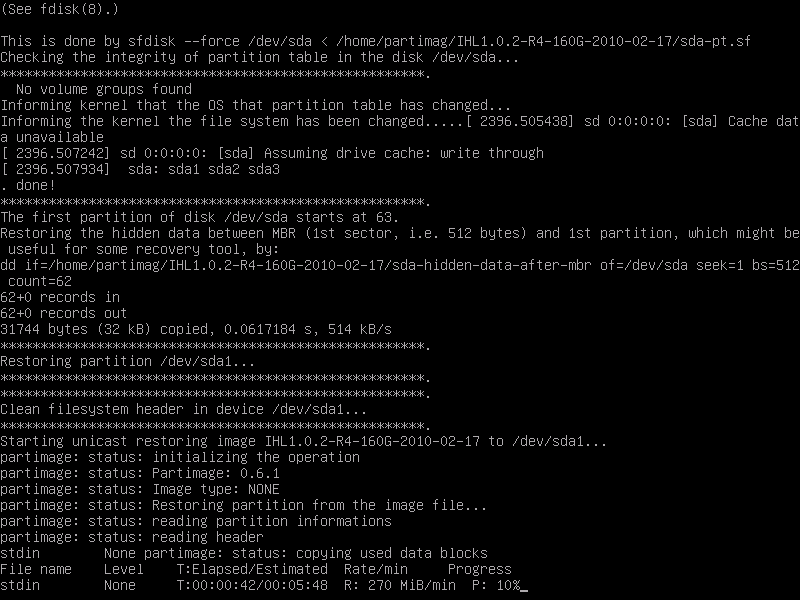 (See fdisk(8).)
This is done by sfdisk --force /dev/sda < /home/partimag/IHL1.0.2-R4-160G-2010-02-17/sda-pt.sf
Checking the integrity of partition table in the disk /dev/sda...
*****************************************************.
  No volume groups found
Informing kernel that the OS that partition table has changed...
Informing the kernel the file system has been changed.....[ 2396.505438] sd 0:0:0:0: [sda] Cache dat
a unavailable
[ 2396.507242] sd 0:0:0:0: [sda] Assuming drive cache: write through
[ 2396.507934]  sda: sda1 sda2 sda3
. done!
*****************************************************.
The first partition of disk /dev/sda starts at 63.
Restoring the hidden data between MBR (1st sector, i.e. 512 bytes) and 1st partition, which might be
 useful for some recovery tool, by:
dd if=/home/partimag/IHL1.0.2-R4-160G-2010-02-17/sda-hidden-data-after-mbr of=/dev/sda seek=1 bs=512
 count=62
62+0 records in
62+0 records out
31744 bytes (32 kB) copied, 0.0617184 s, 514 kB/s
*****************************************************.
Restoring partition /dev/sda1...
*****************************************************.
*****************************************************.
Clean filesystem header in device /dev/sda1...
*****************************************************.
Starting unicast restoring image IHL1.0.2-R4-160G-2010-02-17 to /dev/sda1...
partimage: status: initializing the operation
partimage: status: Partimage: 0.6.1
partimage: status: Image type: NONE
partimage: status: Restoring partition from the image file...
partimage: status: reading partition informations
partimage: status: reading header
stdin        None partimage: status: copying used data blocks
File name    Level    T:Elapsed/Estimated  Rate/min     Progress
stdin        None     T:00:00:42/00:05:48  R: 270 MiB/min  P: 10%_